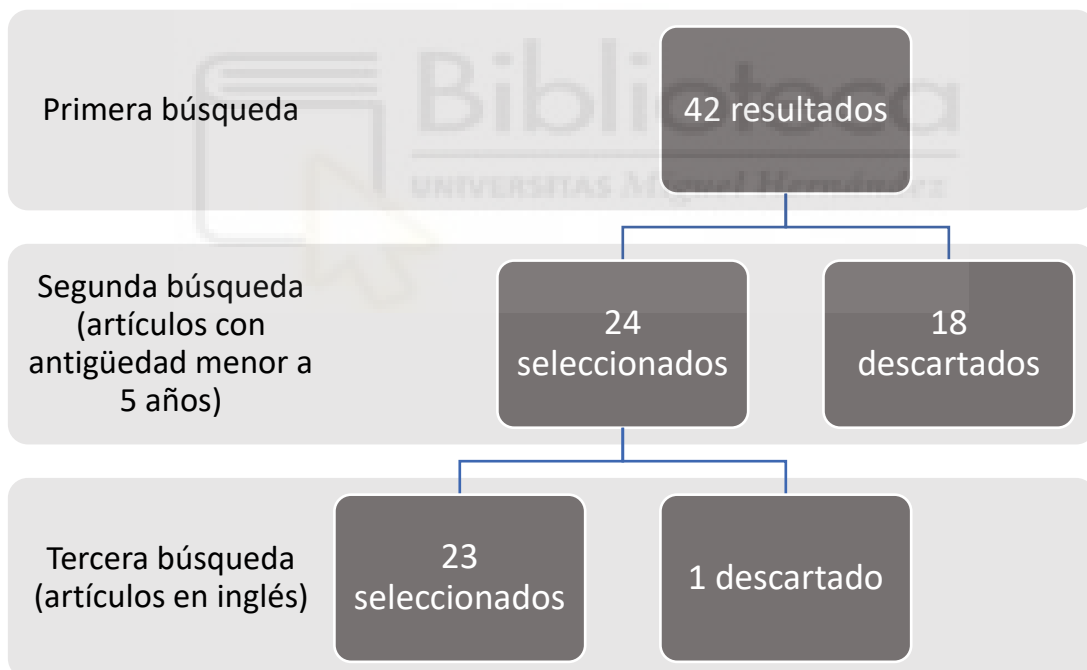 Biblioteca
UNIVERSITAS Miguel Hernández
Primera búsqueda
42 resultados
Segunda búsqueda
(artículos con
antigüedad menor a
5 años)
24
seleccionados
18
descartados
Tercera búsqueda
(artículos en inglés)
23
seleccionados
1 descartado